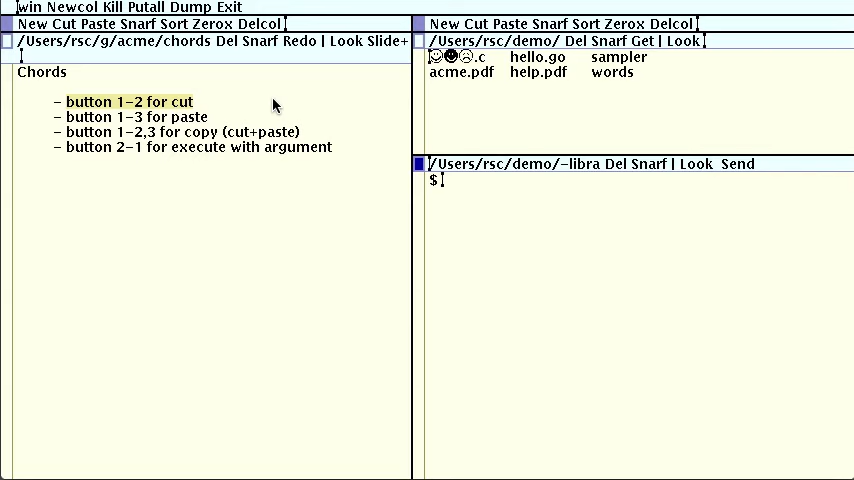 win Newcol Kill Putall Dump Exit
New Cut Paste Snarf Sort Zerox Delcol
/Users/rsc/g/acme/chords Del Snarf Redo | Look Slide+
Chords
– button 1–2 for cut
– button 1–3 for paste
– button 1–2,3 for copy (cut+paste)
– button 2–1 for execute with argument
New Cut Paste Snarf Sort Zerox Delcol
/Users/rsc/demo/ Del Snarf Get | Look
☺☻☹.c hello.go sampler
acme.pdf help.pdf words
/Users/rsc/demo/–libra Del Snarf | Look Send
$